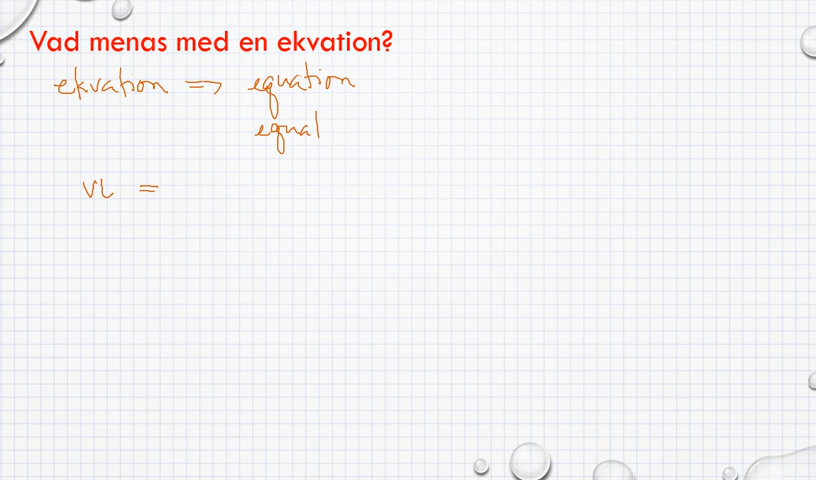 Vad menas med en ekvation?
ekvation => equation
equal
VL =